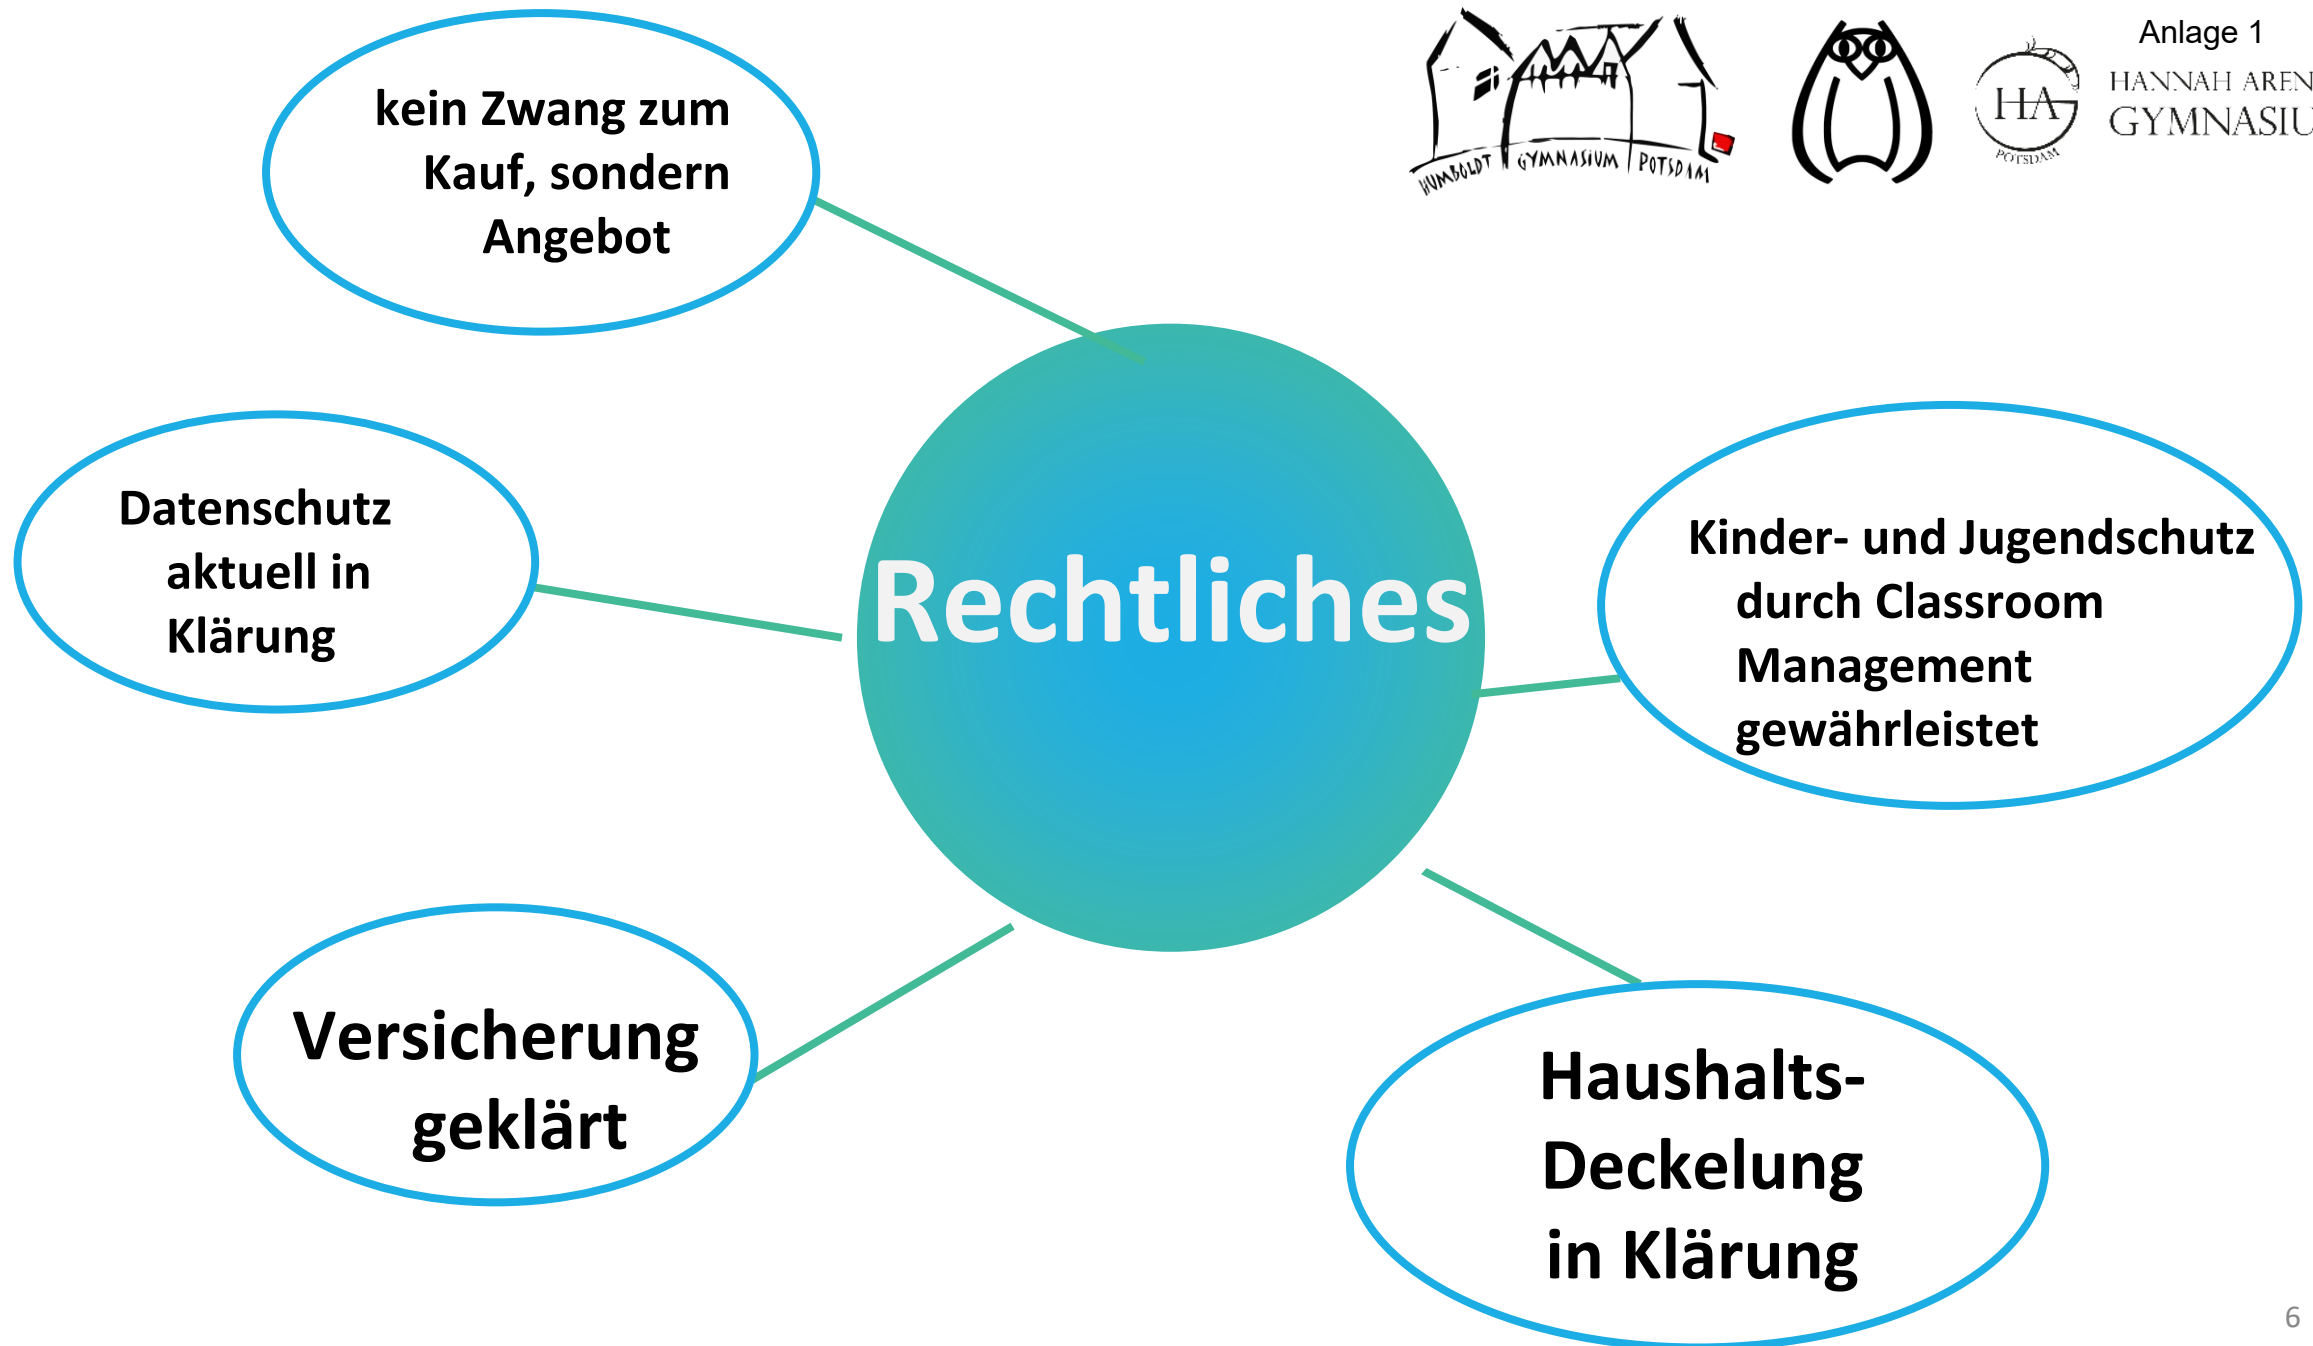 Anlage 1
HUMBOLDT GYMNASIUM POTSDAM
HA
POTSDAM
HANNAH AREN
GYMNASIU
kein Zwang zum
Kauf, sondern
Angebot
Datenschutz
aktuell in
Klärung
Rechtliches
Kinder- und Jugendschutz
durch Classroom
Management
gewährleistet
Versicherung
geklärt
Haushalts-
Deckelung
in Klärung
6